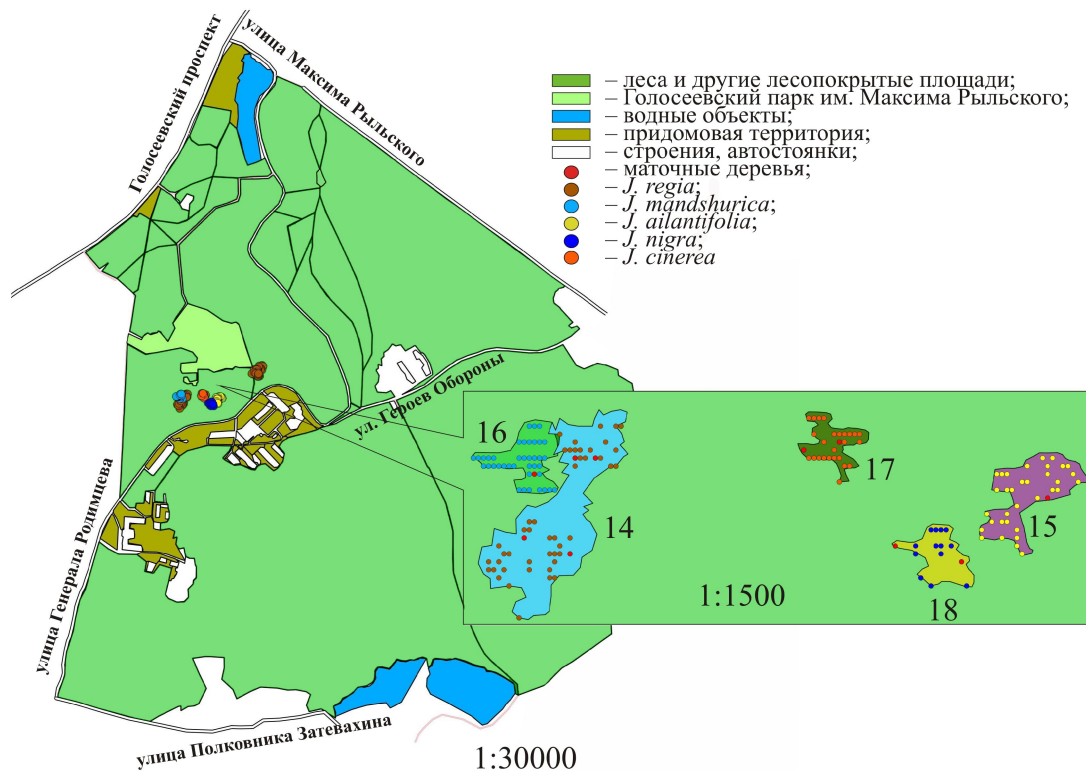 Голосеевский проспект
улица Максима Рыльского
– леса и другие лесопокрытые площади;
– Голосеевский парк им. Максима Рыльского;
– водные объекты;
– придомовая территория;
– строения, автостоянки;
– маточные деревья;
– J. regia;
– J. mandshurica;
– J. ailantifolia;
– J. nigra;
– J. cinerea
ул. Героев Обороны
16
17
14
15
18
1:1500
улица Генерала Родимцева
улица Полковника Затевахина
1:30000